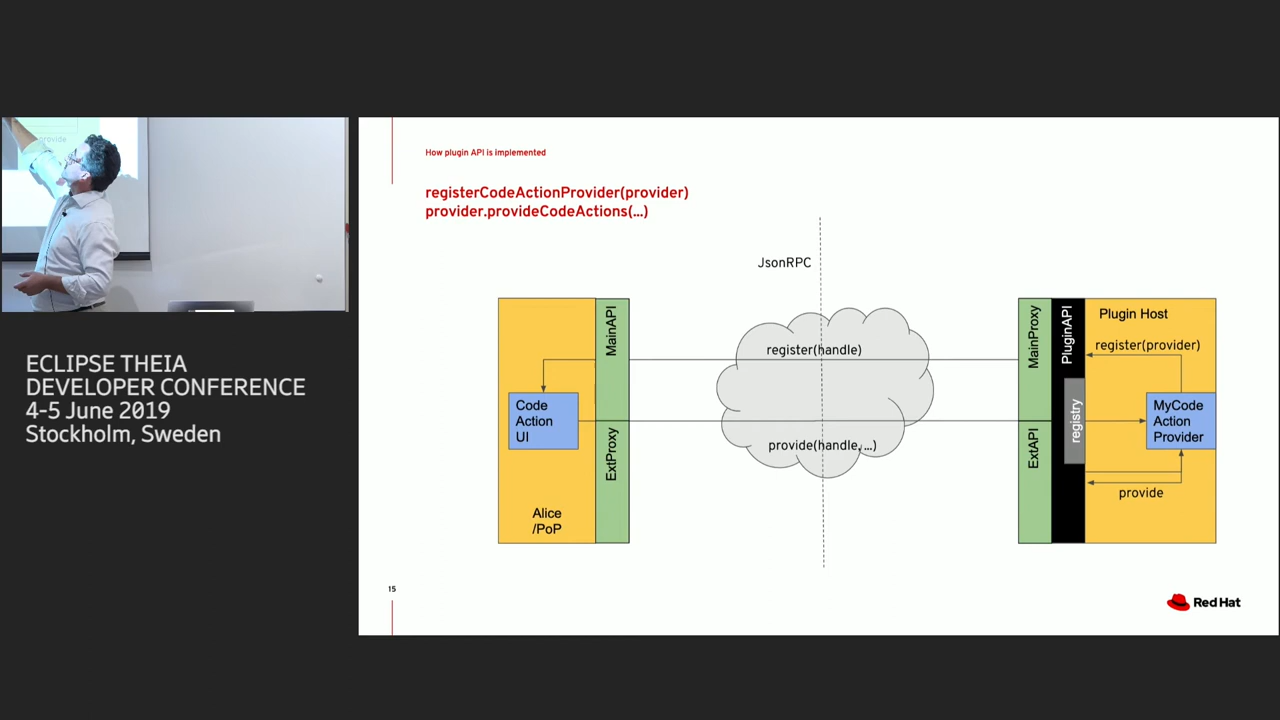 provide
ECLIPSE THEIA
DEVELOPER CONFERENCE
4-5 June 2019
Stockholm, Sweden
How plugin API is implemented
registerCodeActionProvider(provider)
provider.provideCodeActions(...)
JsonRPC
MainAPI
ExtProxy
Code
Action
UI
Alice
/PoP
register(handle)
provide(handle, ...)
MainProxy
ExtAPI
PluginAPI
registry
Plugin Host
register(provider)
MyCode
Action
Provider
provide
15
Red Hat